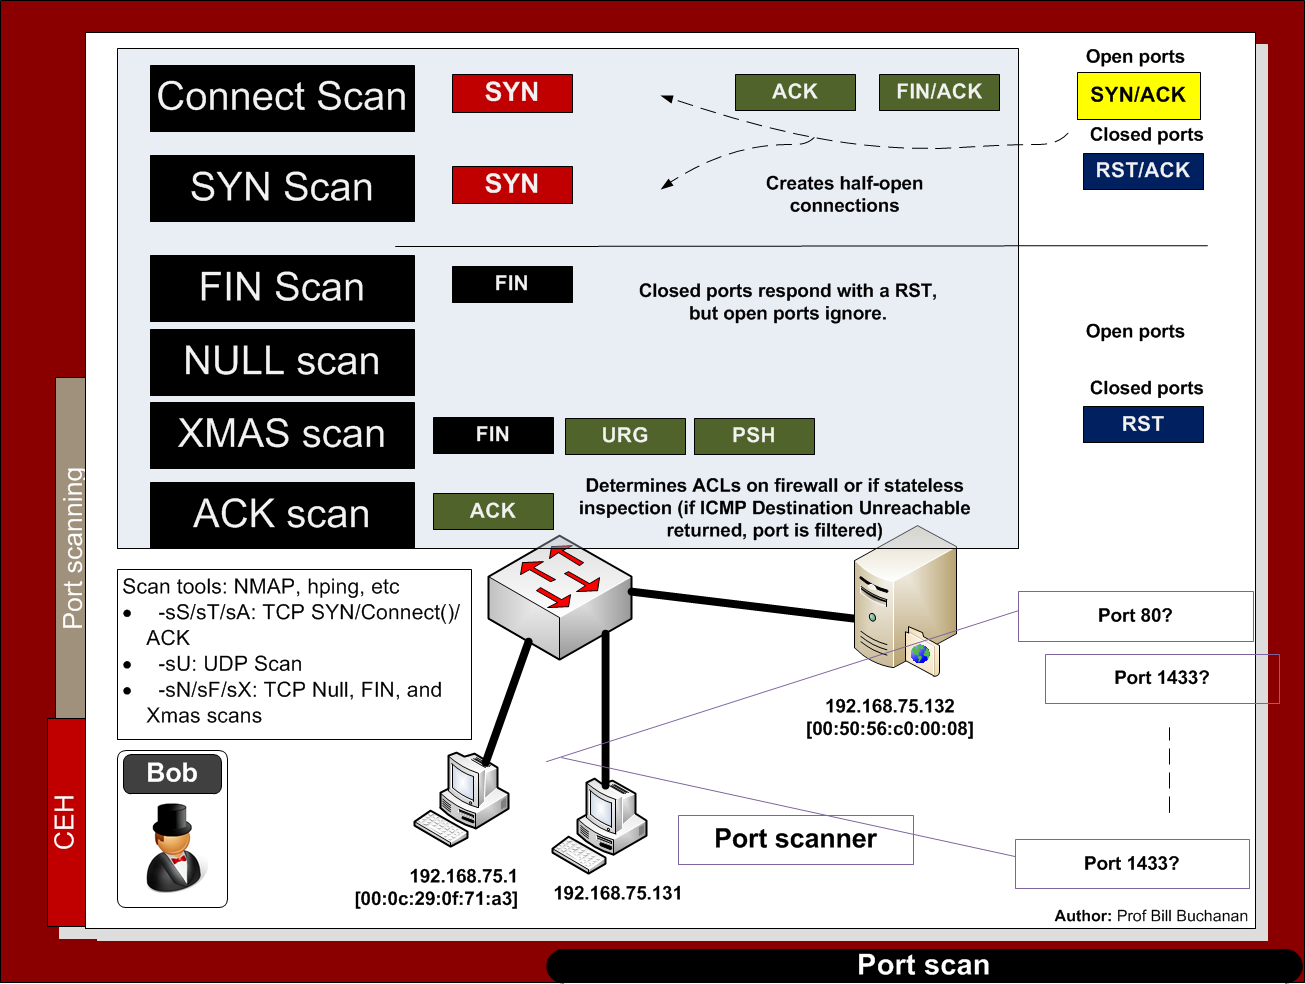 Open ports
Connect Scan
SYN
ACK
FIN/ACK
SYN/ACK
Closed ports
SYN Scan
SYN
Creates half-open
connections
RST/ACK
FIN Scan
FIN
Closed ports respond with a RST,
but open ports ignore.
Open ports
NULL scan
Closed ports
XMAS scan
FIN
URG
PSH
RST
ACK scan
ACK
Determines ACLs on firewall or if stateless
inspection (if ICMP Destination Unreachable
returned, port is filtered)
Port scanning
CEH
Scan tools: NMAP, hping, etc
• -sS/sT/sA: TCP SYN/Connect()/
ACK
• -sU: UDP Scan
• -sN/sF/sX: TCP Null, FIN, and
Xmas scans
Port 80?
Port 1433?
192.168.75.132
[00:50:56:c0:00:08]
Bob
Port scanner
Port 1433?
192.168.75.1
[00:0c:29:0f:71:a3]
192.168.75.131
Author: Prof Bill Buchanan
Port scan